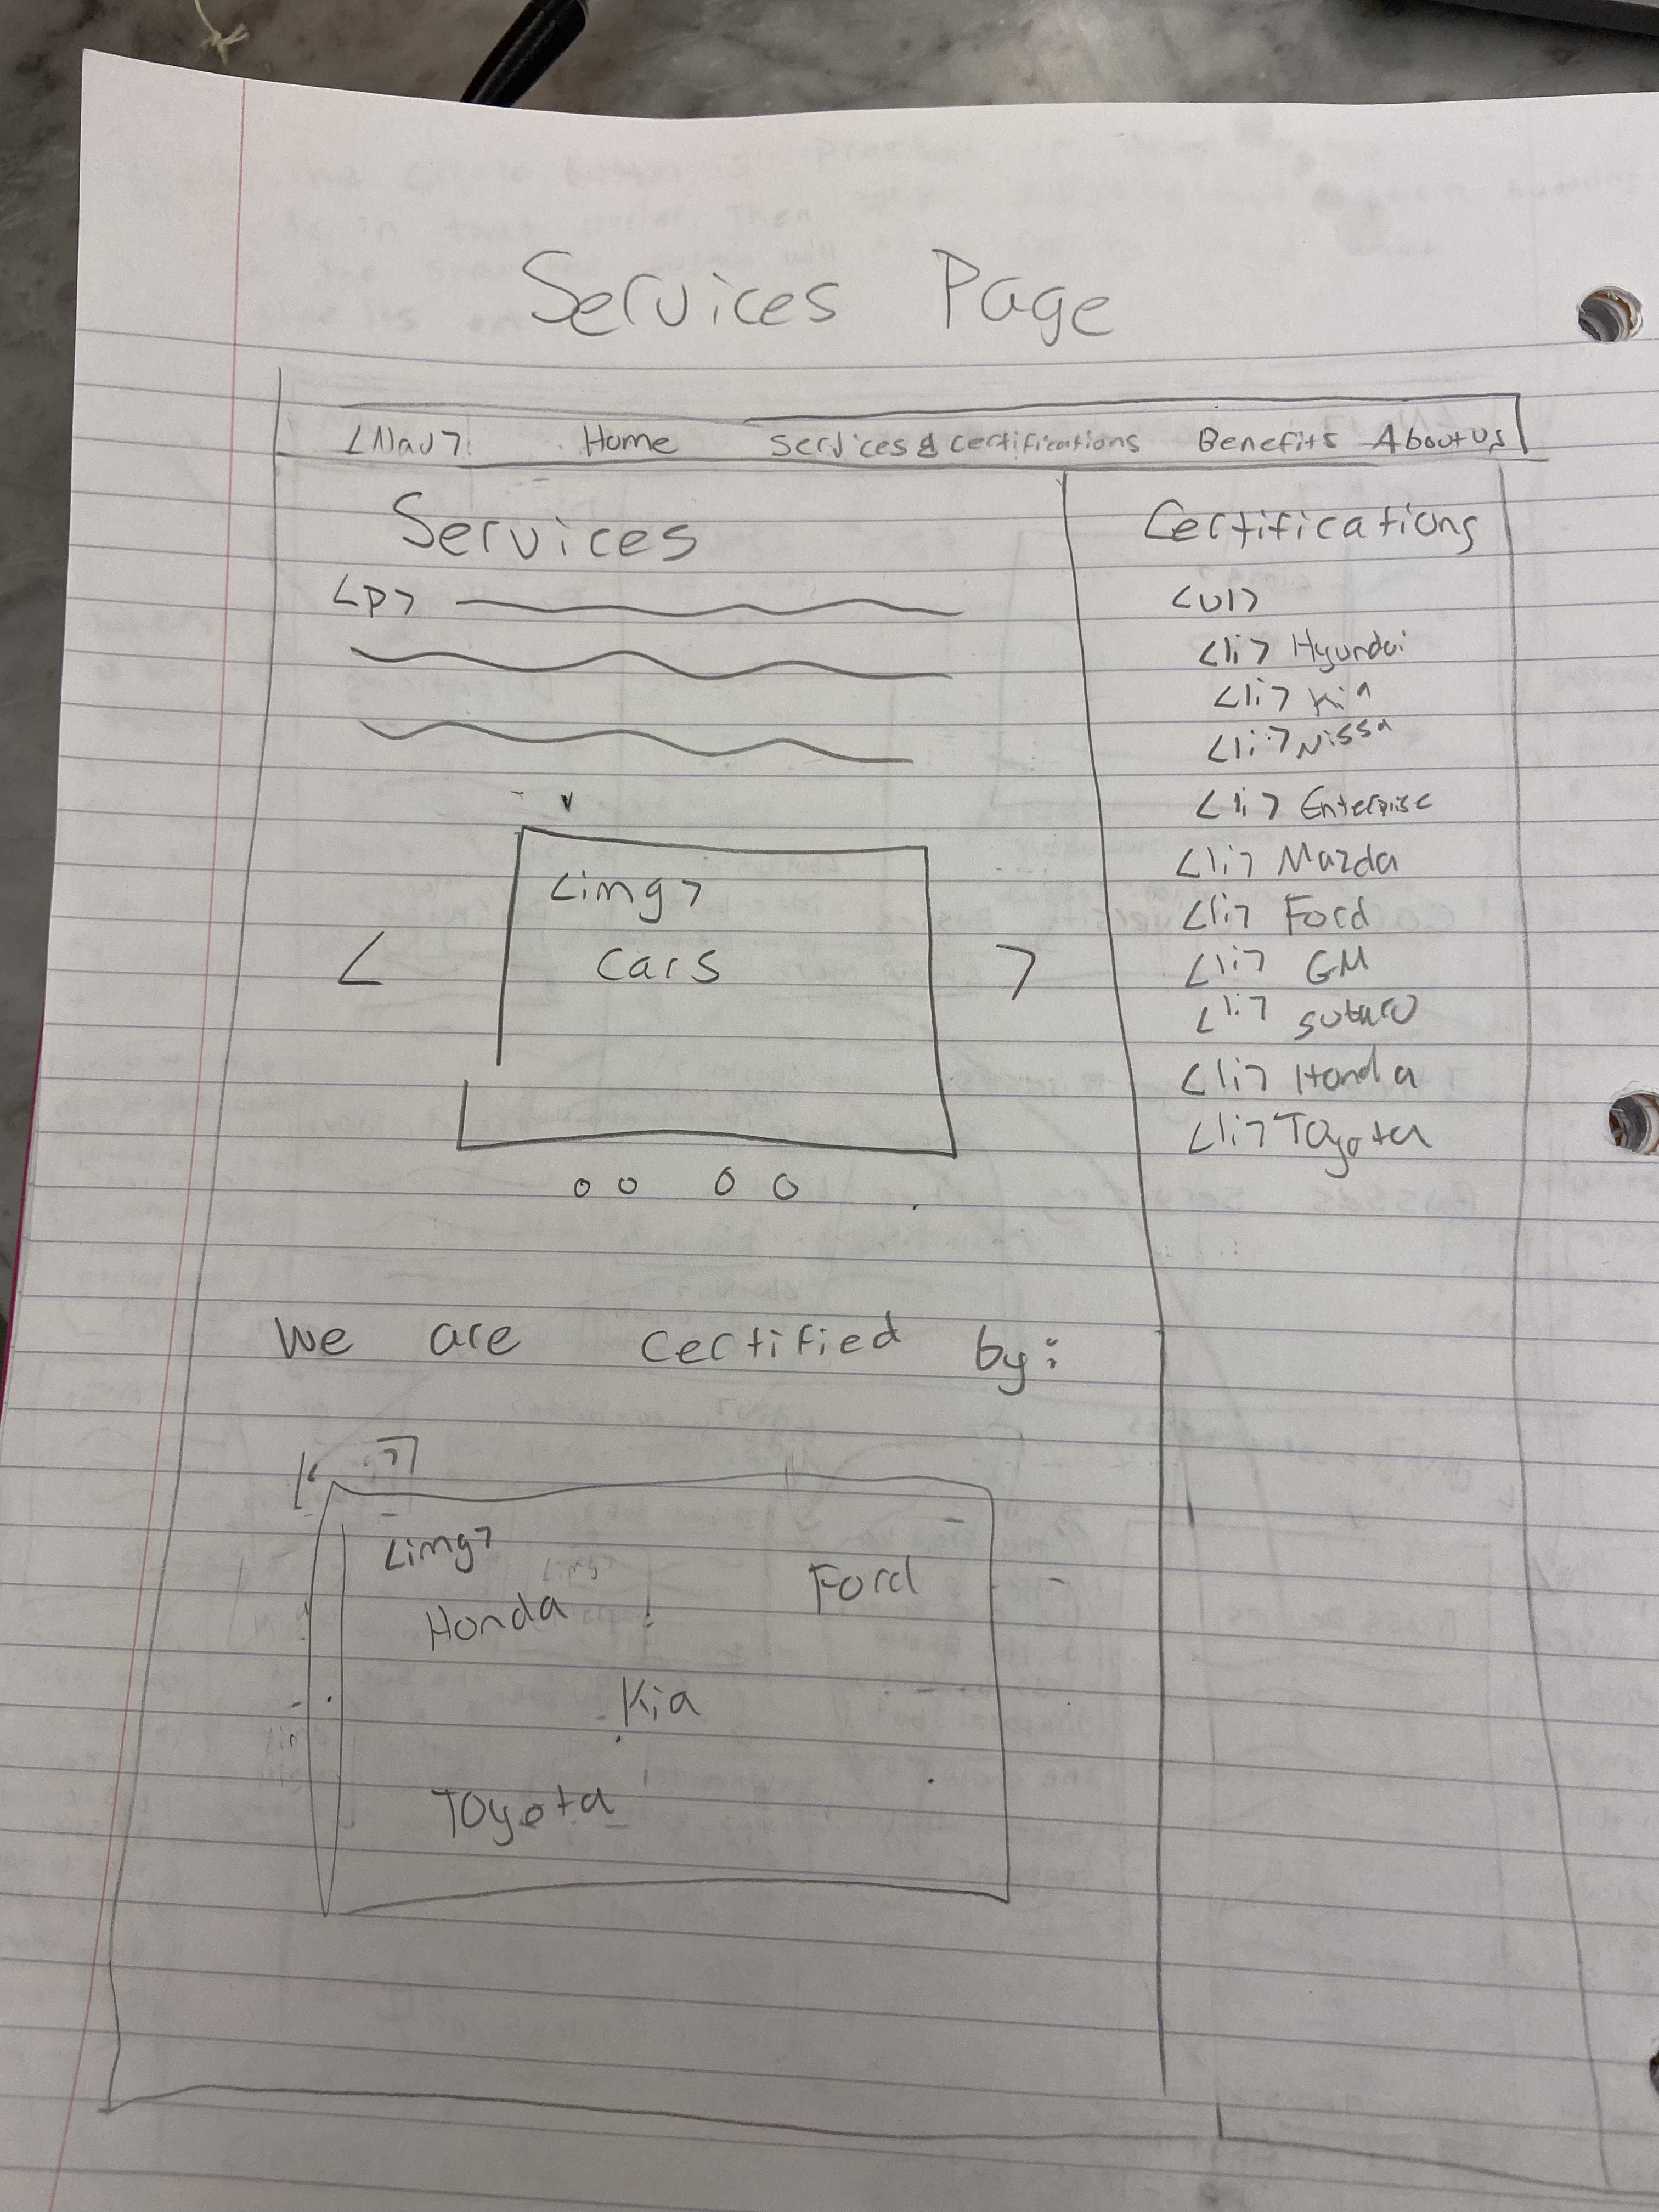 Services Page
<Nav> Home Services & Certifications Benefits About us
Services
<p>
<img>
Cars
< >
We are certified by:
<img>
Honda
Ford
Kia
Toyota
Certifications
<ul>
<li> Hyundai
<li> Kia
<li> Nissa
<li> Enterprise
<li> Mazda
<li> Ford
<li> GM
<li> Subaru
<li> Honda
<li> Toyota